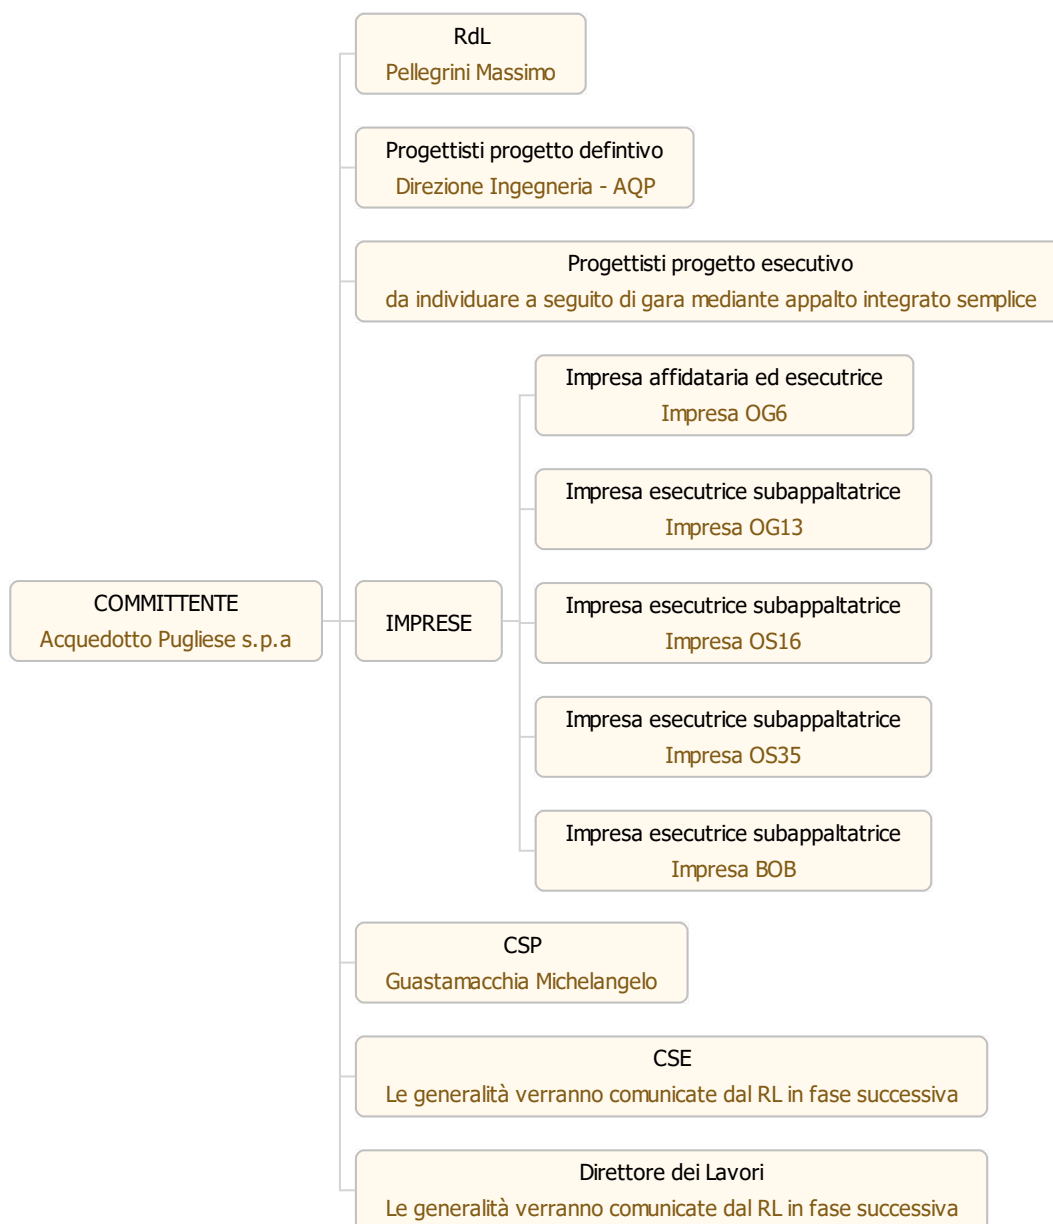 RdL
Pellegrini Massimo
Progettisti progetto defintivo
Direzione Ingegneria - AQP
Progettisti progetto esecutivo
da individuare a seguito di gara mediante appalto integrato semplice
Impresa affidataria ed esecutrice
Impresa OG6
Impresa esecutrice subappaltatrice
Impresa OG13
COMMITTENTE
Acquedotto Pugliese s.p.a
IMPRESE
Impresa esecutrice subappaltatrice
Impresa OS16
Impresa esecutrice subappaltatrice
Impresa OS35
Impresa esecutrice subappaltatrice
Impresa BOB
CSP
Guastamacchia Michelangelo
CSE
Le generalità verranno comunicate dal RL in fase successiva
Direttore dei Lavori
Le generalità verranno comunicate dal RL in fase successiva